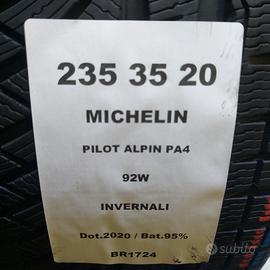 235 35 20
MICHELIN
PILOT ALPIN PA4
92W
INVERNALI
Dot.2020 / Bat.95%
BR1724
subito